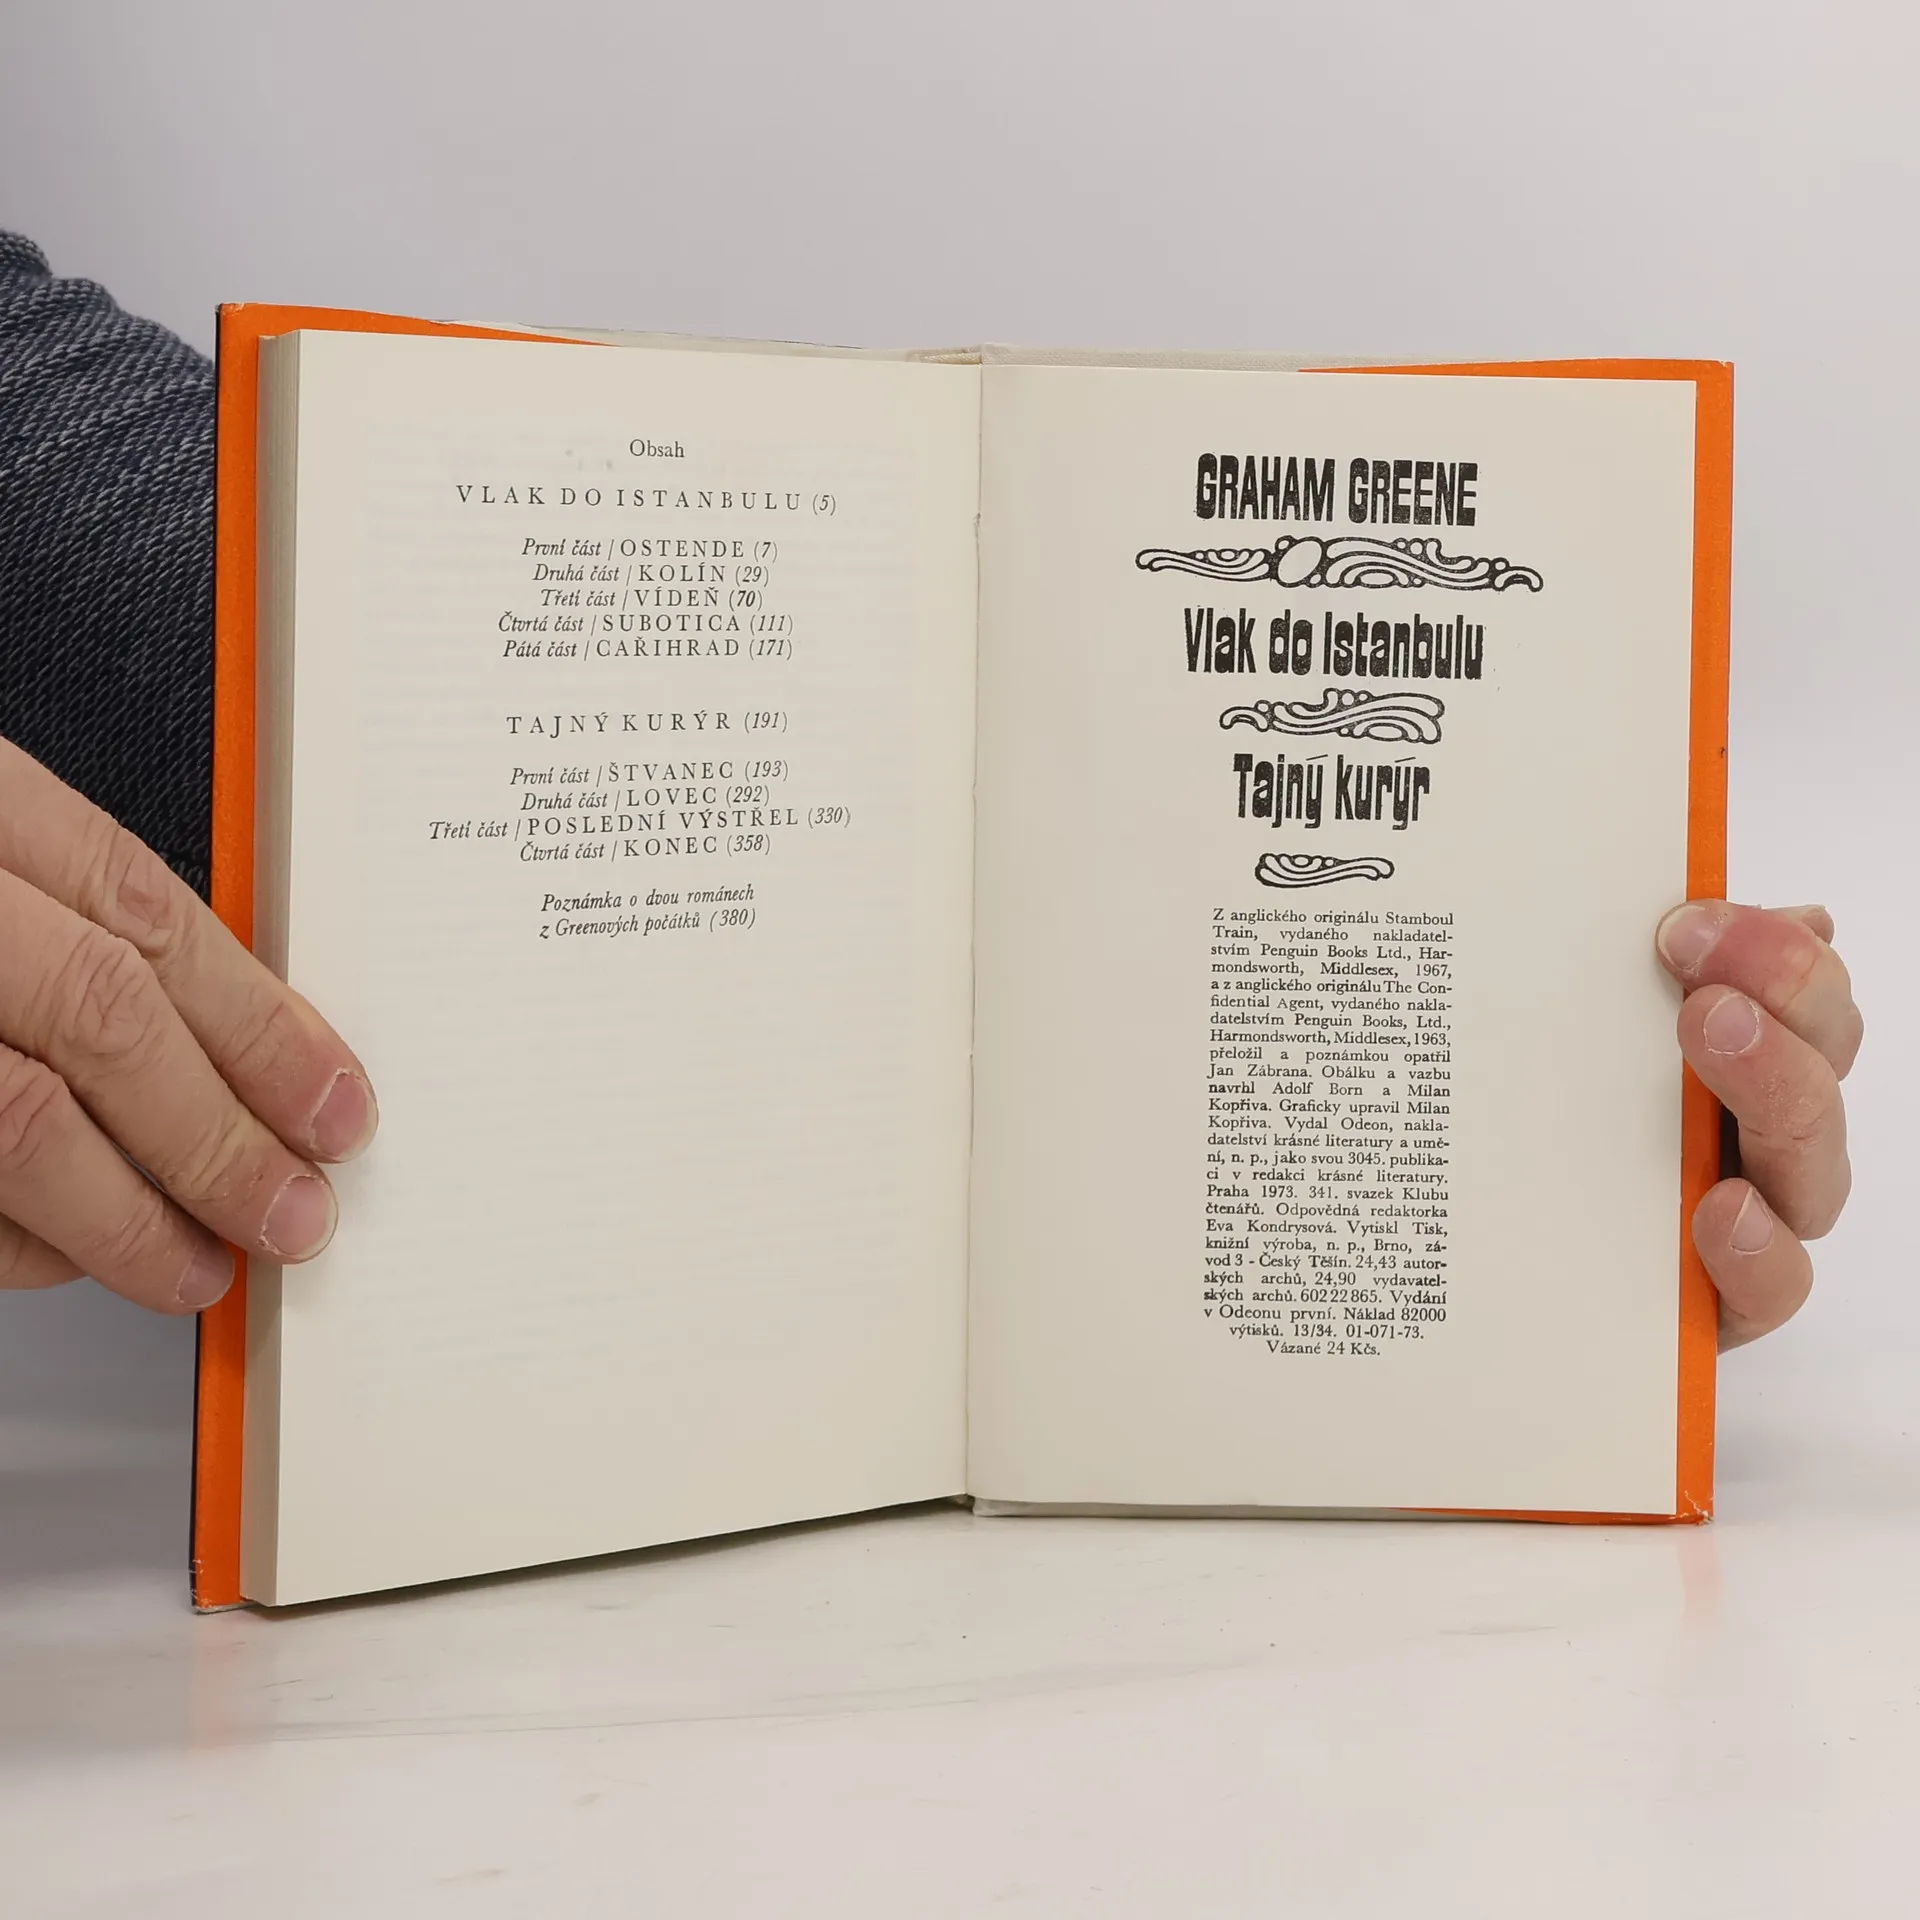 Obsah
VLAK DO ISTANBULU (5)
První část / OSTENDE (7)
Druhá část / KOLÍN (29)
Třetí část / VÍDEŇ (70)
Čtvrtá část / SUBOTICA (111)
Pátá část / CAŘIHRAD (171)
TAJNÝ KURÝR (191)
První část / ŠTVANEC (193)
Druhá část / LOVEC (292)
Třetí část / POSLEDNÍ VÝSTŘEL (330)
Čtvrtá část / KONEC (358)
Poznámka o dvou románech
z Greenových počátků (380)
GRAHAM GREENE
Vlak do Istanbulu
Tajný kurýr
Z anglického originálu Stamboul
Train, vydaného nakladatel-
stvím Penguin Books Ltd., Har-
mondsworth, Middlesex, 1967,
a z anglického originálu The Con-
fidential Agent, vydaného nakla-
datelstvím Penguin Books, Ltd.,
Harmondsworth, Middlesex, 1963,
přeložil a poznámkou opatřil
Jan Zábrana. Obálku a vazbu
navrhl Adolf Born a Milan
Kopřiva. Graficky upravil Milan
Kopřiva. Vydal Odeon, nakla-
datelství krásné literatury a umě-
ní, n. p., jako svou 3045. publika-
ci v redakci krásné literatury.
Praha 1973. 341. svazek Klubu
čtenářů. Odpovědná redaktorka
Eva Kondrysová. Vytiskl Tisk,
knižní výroba, n. p., Brno, zá-
vod 3 - Český Těšín. 24,43 autor-
ských archů, 24,90 vydavatel-
ských archů. 602 22 865. Vydání
v Odeonu první. Náklad 82000
výtisků. 13/34. 01-071-73.
Vázané 24 Kčs.